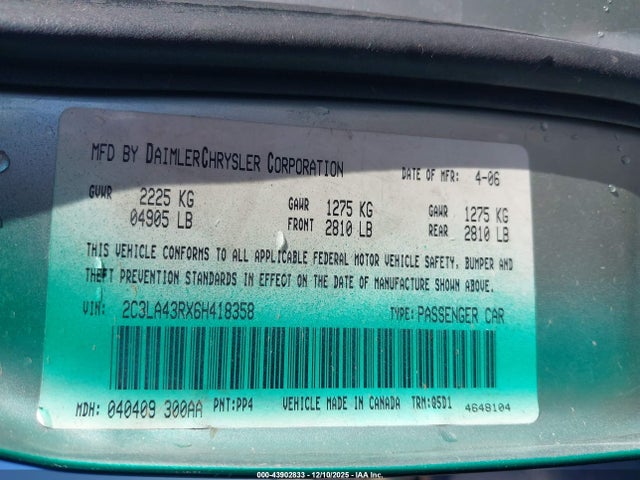 MFD BY DAIMLERCHRYSLER CORPORATION DATE OF MFR: 4-06
GVWR 2225 KG GAWR 1275 KG GAWR 1275 KG
04905 LB FRONT 2810 LB REAR 2810 LB
THIS VEHICLE CONFORMS TO ALL APPLICABLE FEDERAL MOTOR VEHICLE SAFETY, BUMPER AND
THEFT PREVENTION STANDARDS IN EFFECT ON THE DATE OF MANUFACTURE SHOWN ABOVE.
VIN: 2C3LA43RX6H418358 TYPE: PASSENGER CAR
MDH: 040409 300AA PNT:PP4 VEHICLE MADE IN CANADA TRM:05D1
4648104
000-43902833 - 12/10/2025 - IAA Inc.